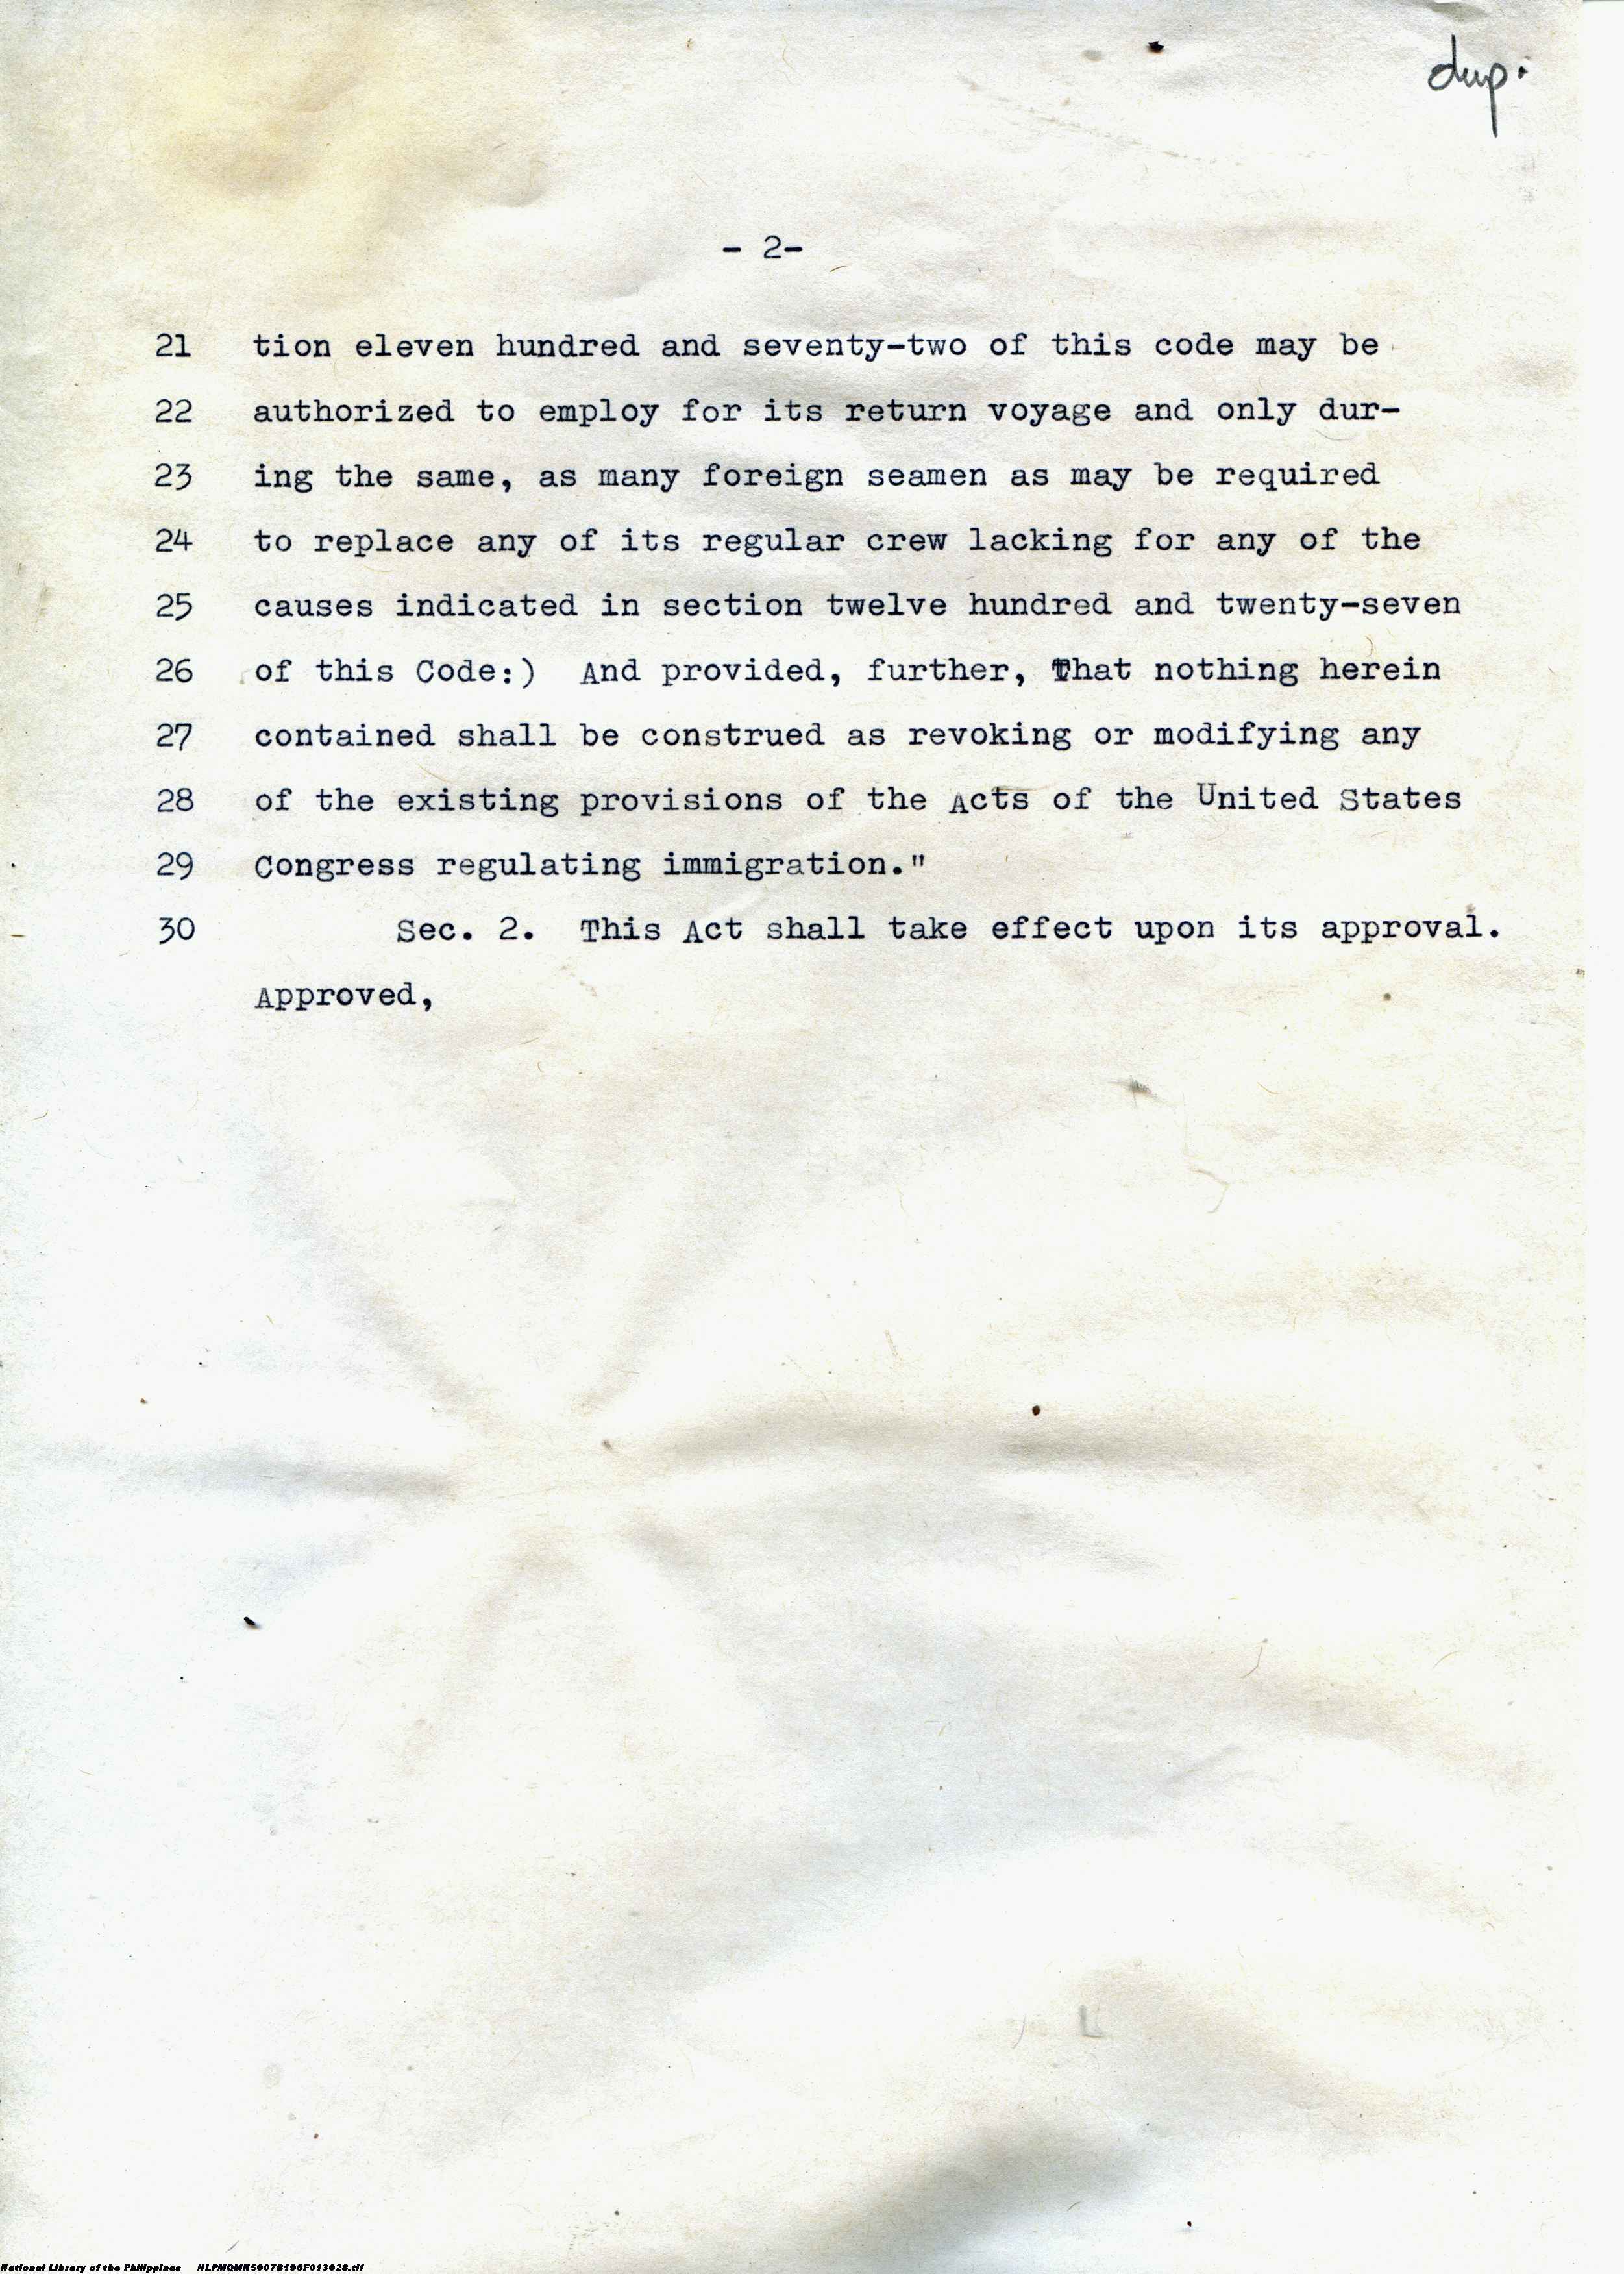 dup.
- 2-
21 tion eleven hundred and seventy-two of this code may be
22 authorized to employ for its return voyage and only dur-
23 ing the same, as many foreign seamen as may be required
24 to replace any of its regular crew lacking for any of the
25 causes indicated in section twelve hundred and twenty-seven
26 of this Code:) And provided, further, That nothing herein
27 contained shall be construed as revoking or modifying any
28 of the existing provisions of the Acts of the United States
29 Congress regulating immigration."
30 Sec. 2. This Act shall take effect upon its approval.
Approved,
National Library of the Philippines NLPMQMNS007B196F013028.tif